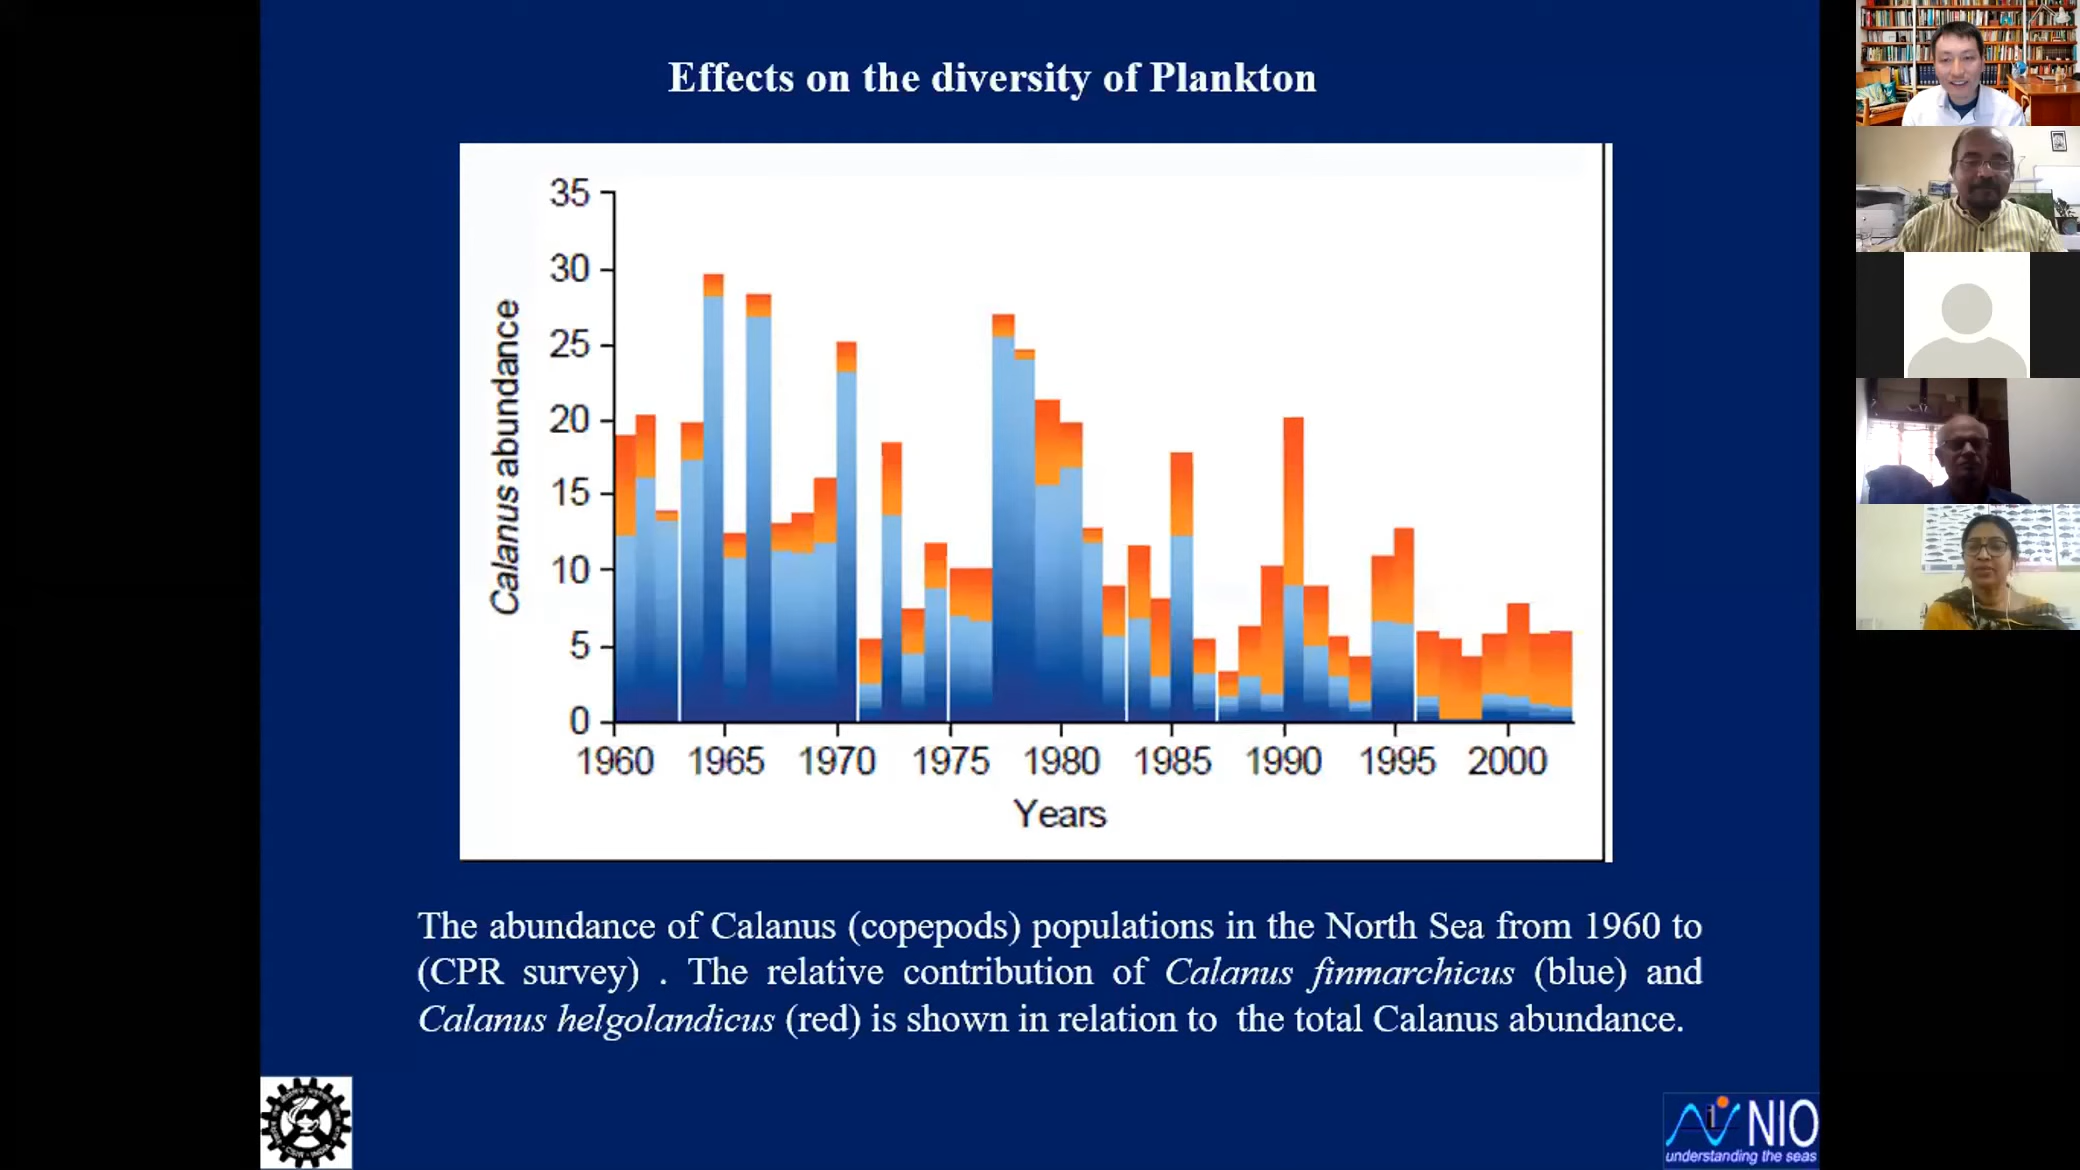 Effects on the diversity of Plankton
Calanus abundance
35
30
25
20
15
10
5
0
1960 1965 1970 1975 1980 1985 1990 1995 2000
Years
The abundance of Calanus (copepods) populations in the North Sea from 1960 to
(CPR survey) . The relative contribution of Calanus finmarchicus (blue) and
Calanus helgolandicus (red) is shown in relation to the total Calanus abundance.
NIO
understanding the seas